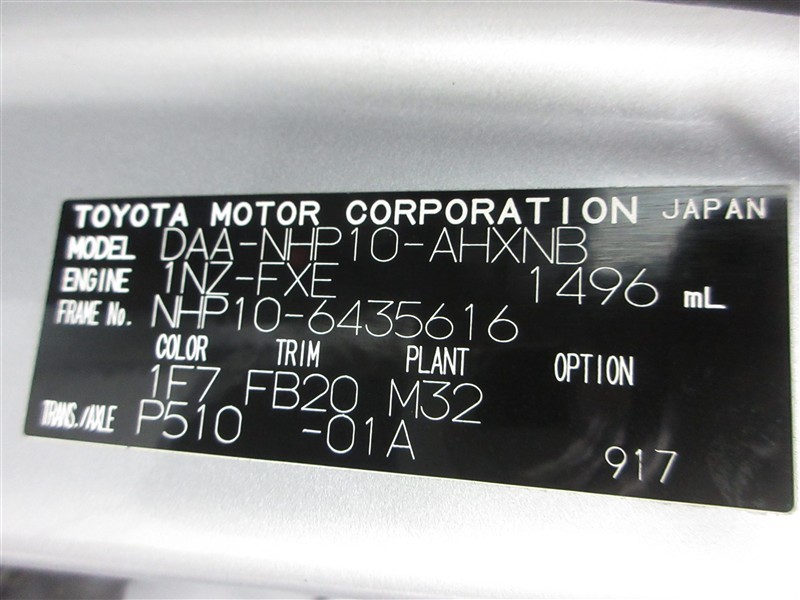 TOYOTA MOTOR CORPORATION JAPAN
MODEL DAA-NHP10-AHXNB
ENGINE 1NZ-FXE 1496 mL
FRAME No. NHP10-6435616
COLOR TRIM PLANT OPTION
1F7 FB20 M32
TRANS./AXLE P510 -01A
917